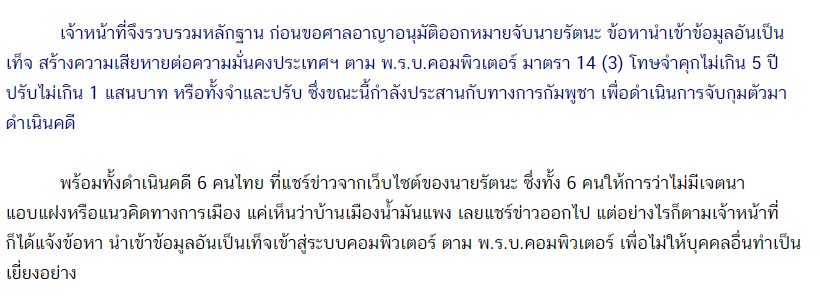 เจ้าหน้าที่จึงรวบรวมหลักฐาน ก่อนขอศาลอาญาอนุมัติออกหมายจับนายรัตนะ ข้อหานำเข้าข้อมูลอันเป็น
เท็จ สร้างความเสียหายต่อความมั่นคงประเทศฯ ตาม พ.ร.บ.คอมพิวเตอร์ มาตรา 14 (3) โทษจำคุกไม่เกิน 5 ปี
ปรับไม่เกิน 1 แสนบาท หรือทั้งจำและปรับ ซึ่งขณะนี้กำลังประสานกับทางการกัมพูชา เพื่อดำเนินการจับกุมตัวมา
ดำเนินคดี
พร้อมทั้งดำเนินคดี 6 คนไทย ที่แชร์ข่าวจากเว็บไซต์ของนายรัตนะ ซึ่งทั้ง 6 คนให้การว่าไม่มีเจตนา
แอบแฝงหรือแนวคิดทางการเมือง แค่เห็นว่าบ้านเมืองน้ำมันแพง เลยแชร์ข่าวออกไป แต่อย่างไรก็ตามเจ้าหน้าที่
ก็ได้แจ้งข้อหา นำเข้าข้อมูลอันเป็นเท็จเข้าสู่ระบบคอมพิวเตอร์ ตาม พ.ร.บ.คอมพิวเตอร์ เพื่อไม่ให้บุคคลอื่นทำเป็น
เยี่ยงอย่าง